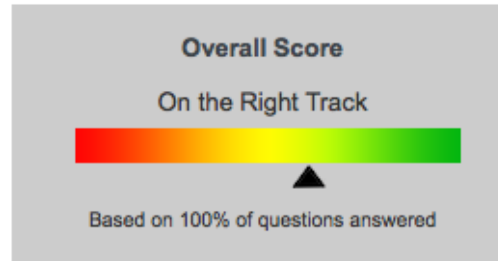 Overall Score
On the Right Track
Based on 100% of questions answered